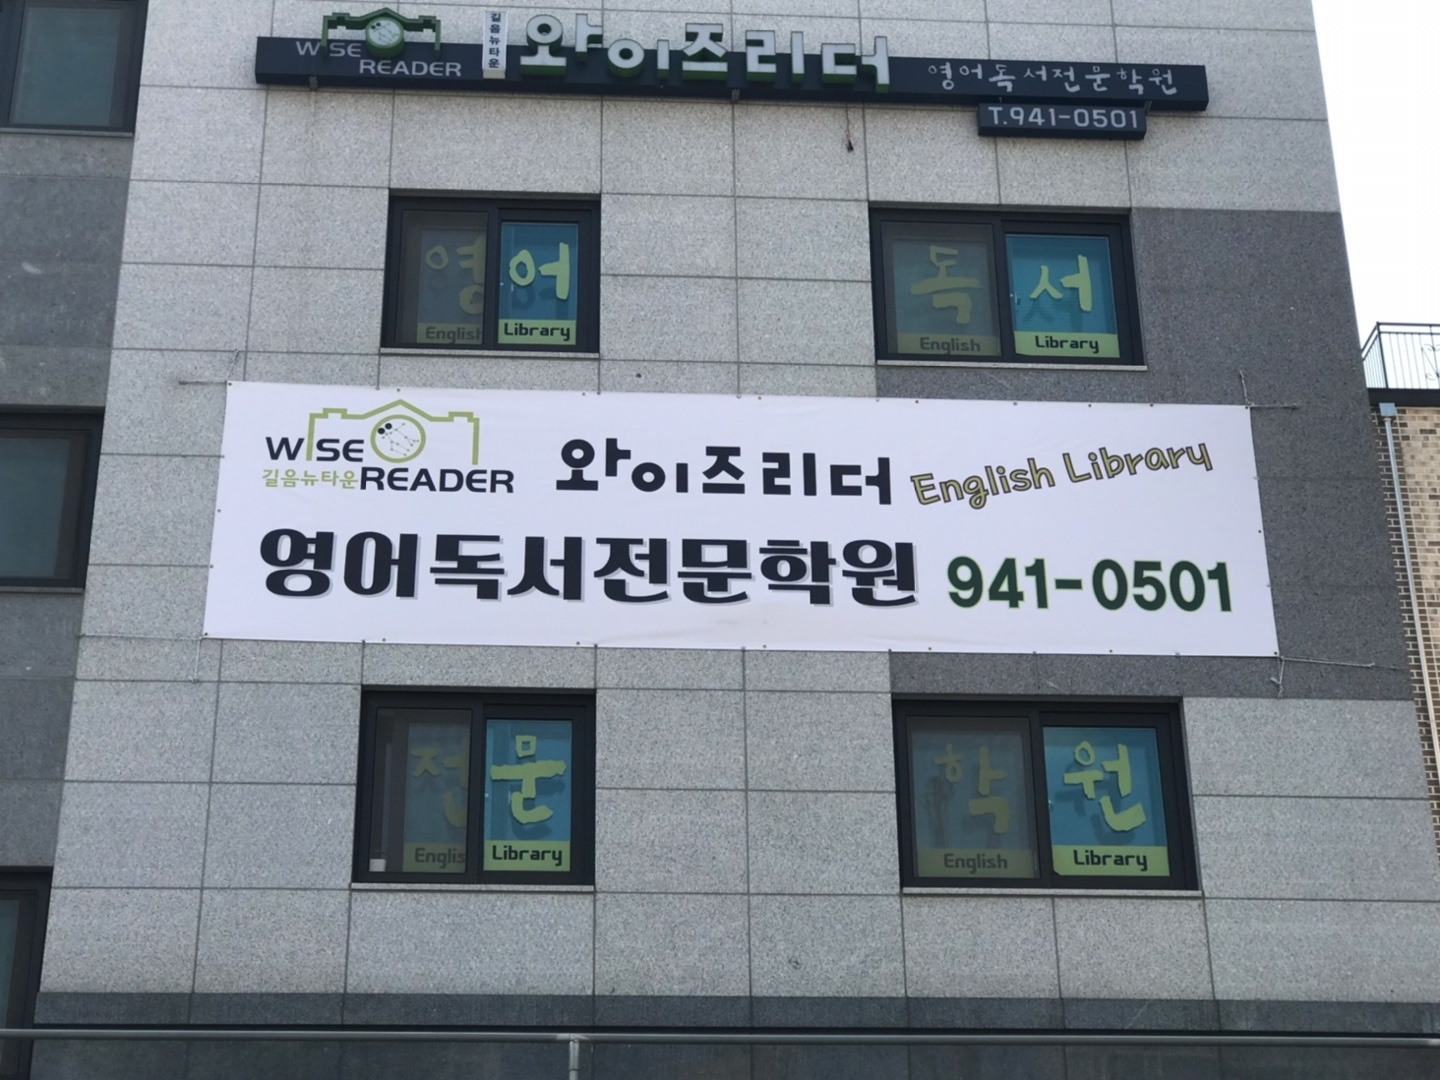 WISE READER 길음뉴타운 와이즈리더 영어독서전문학원
T.941-0501
영어 독서
English Library English Library
WISE 와이즈리더 English Library
길음뉴타운 READER
영어독서전문학원 941-0501
전문 학원
English Library English Library